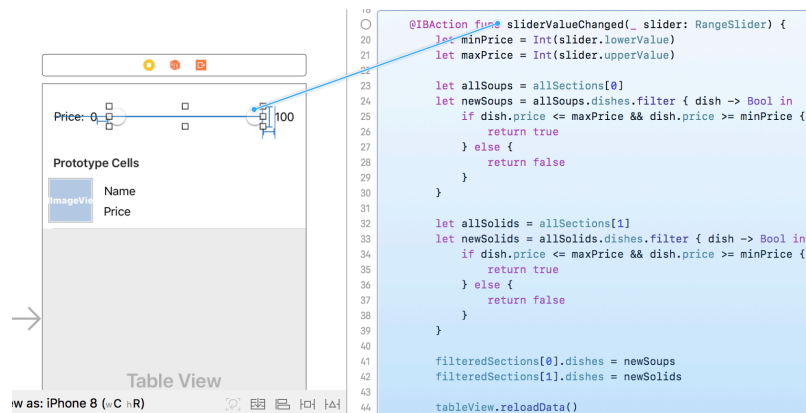 18
@IBAction func sliderValueChanged(_ slider: RangeSlider) {
20 let minPrice = Int(slider.lowerValue)
21 let maxPrice = Int(slider.upperValue)
22
23 let allSoups = allSections[0]
24 let newSoups = allSoups.dishes.filter { dish -> Bool in
25 if dish.price <= maxPrice && dish.price >= minPrice {
26 return true
27 } else {
28 return false
29 }
30 }
31
32 let allSolids = allSections[1]
33 let newSolids = allSolids.dishes.filter { dish -> Bool in
34 if dish.price <= maxPrice && dish.price >= minPrice {
35 return true
36 } else {
37 return false
38 }
39 }
40
41 filteredSections[0].dishes = newSoups
42 filteredSections[1].dishes = newSolids
43
44 tableView.reloadData()
Price: 0
100
Prototype Cells
ImageVie
Name
Price
Table View
ew as: iPhone 8 (wC hR)